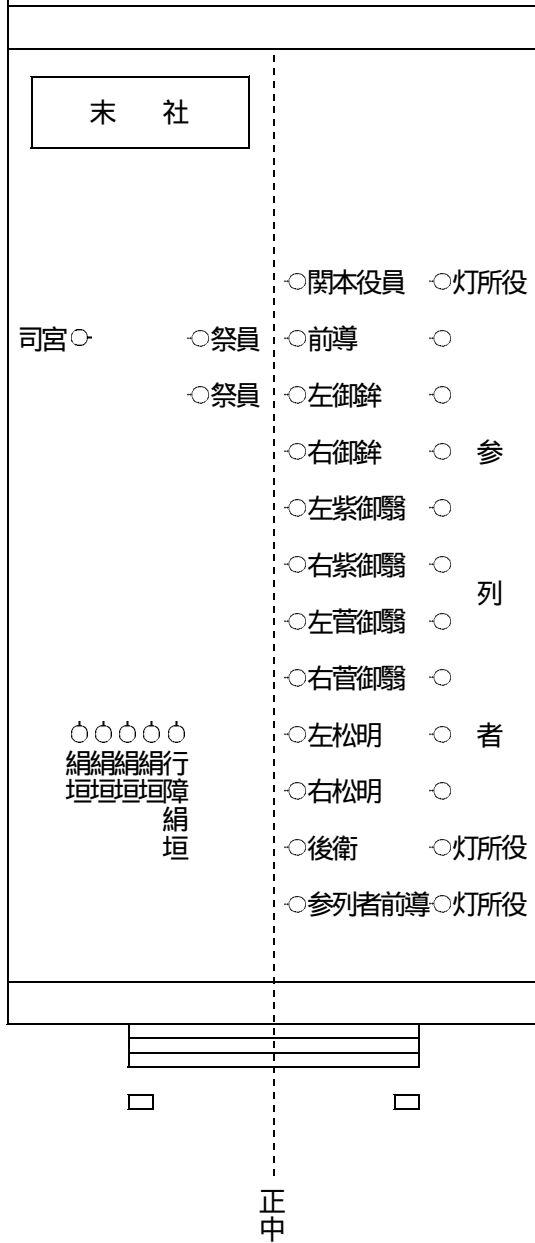 末社
関本役員 灯所役
司宮 祭員 前導
祭員 左御鉾
右御鉾
左紫御翳
右紫御翳
左菅御翳
右菅御翳
左松明
右松明
後衛 灯所役
参列者前導 灯所役
参列者
絹垣
絹垣
絹垣
絹垣
行障絹垣
正中